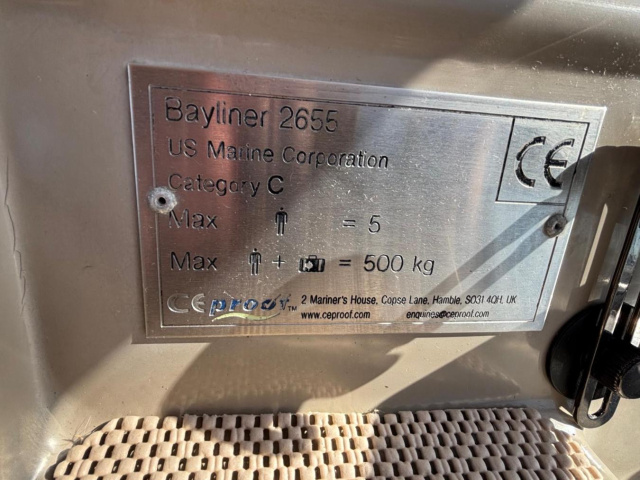 Bayliner 2655
US Marine Corporation
Category C
CE
Max = 5
Max + = 500 kg
CEproof™ 2 Mariner's House, Copse Lane, Hamble, SO31 4QH, UK
www.ceproof.com enquiries@ceproof.com